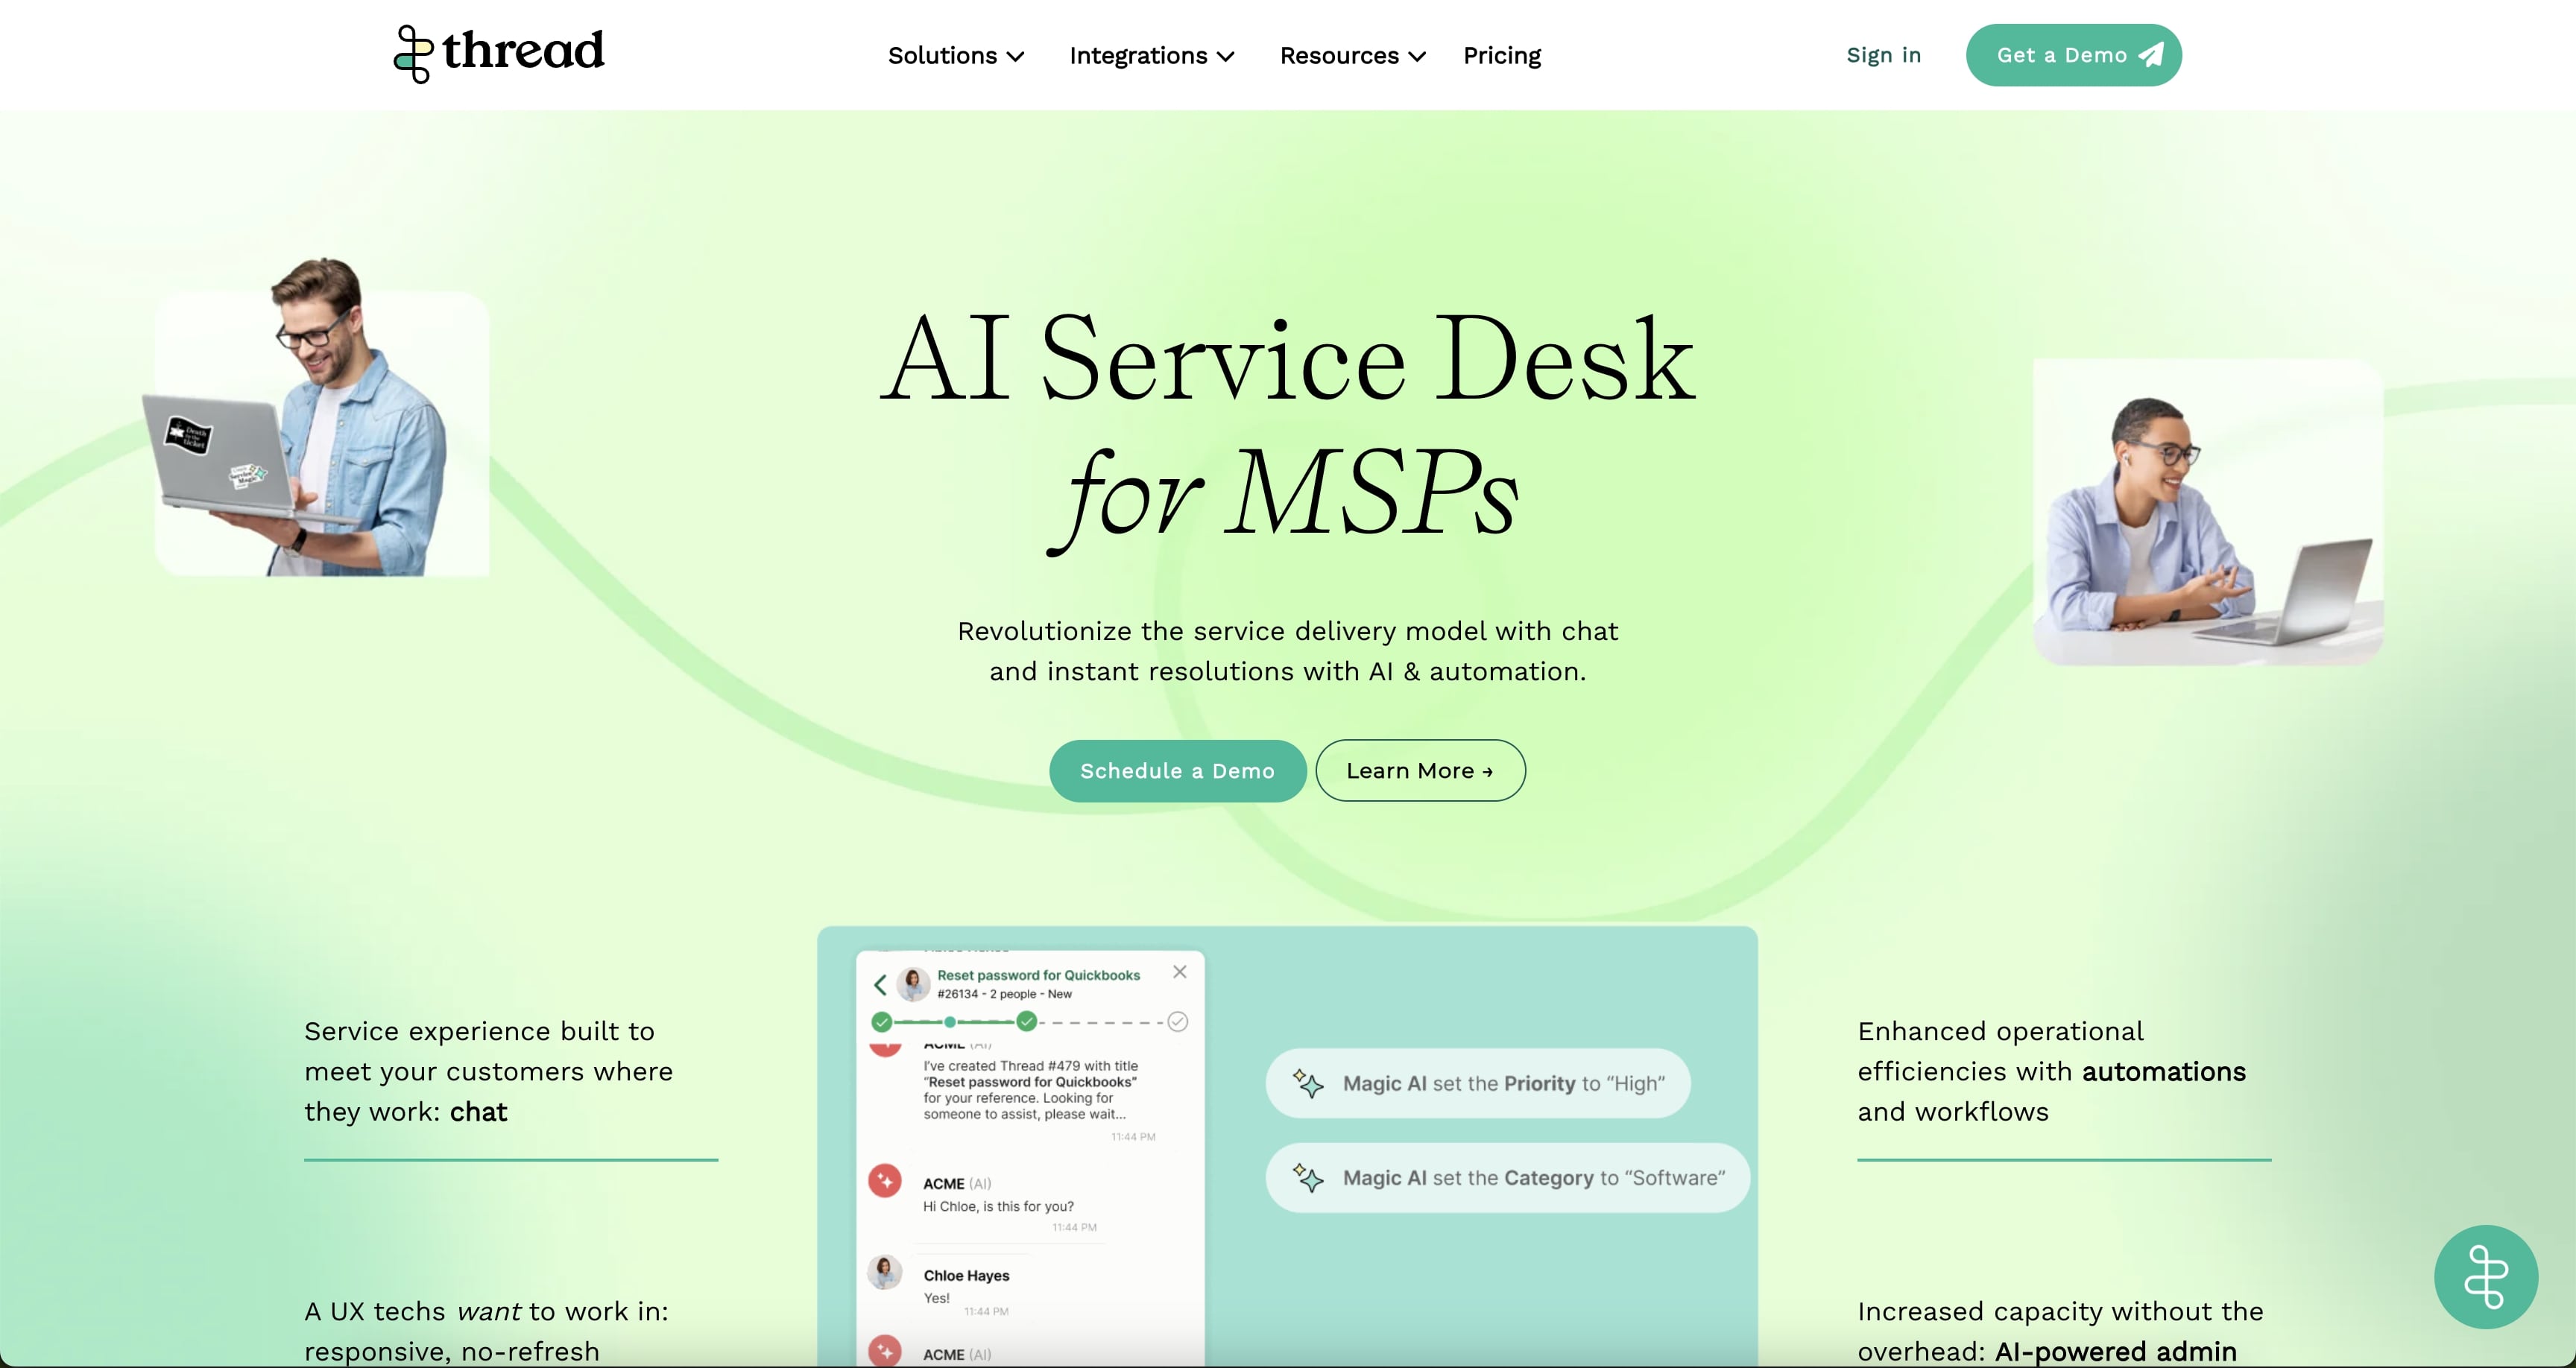 thread
Solutions
Integrations
Resources
Pricing
Sign in
Get a Demo
AI Service Desk
for MSPs
Revolutionize the service delivery model with chat
and instant resolutions with AI & automation.
Schedule a Demo
Learn More →
Service experience built to
meet your customers where
they work: chat
A UX techs want to work in:
responsive, no-refresh
Reset password for Quickbooks
#26134 - 2 people - New
ACME (AI)
I've created Thread #479 with title
"Reset password for Quickbooks"
for your reference. Looking for
someone to assist, please wait...
11:44 PM
ACME (AI)
Hi Chloe, is this for you?
11:44 PM
Chloe Hayes
Yes!
11:44 PM
ACME (AI)
Magic AI set the Priority to “High”
Magic AI set the Category to “Software”
Enhanced operational
efficiencies with automations
and workflows
Increased capacity without the
overhead: AI-powered admin
Death
to the
ticket